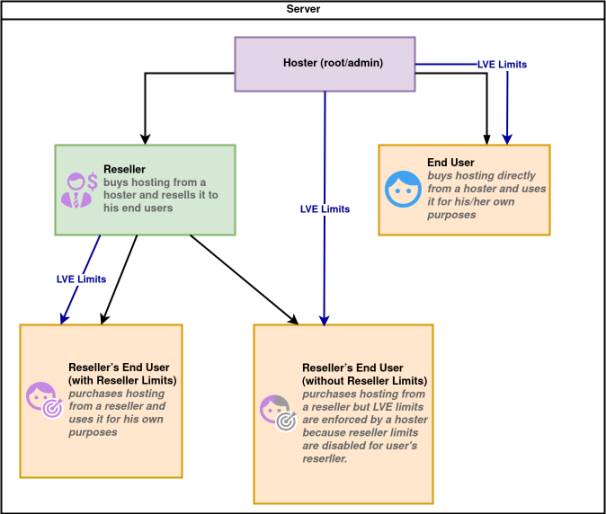 Server
Hoster (root/admin)
LVE Limits
Reseller
buys hosting from a
hoster and resells it to
his end users
End User
buys hosting directly
from a hoster and uses
it for his/her own
purposes
LVE Limits
LVE Limits
Reseller's End User
(with Reseller Limits)
purchases hosting
from a reseller and
uses it for his own
purposes
Reseller's End User
(without Reseller Limits)
purchases hosting from
a reseller but LVE limits
are enforced by a hoster
because reseller limits
are disabled for user's
reserller.